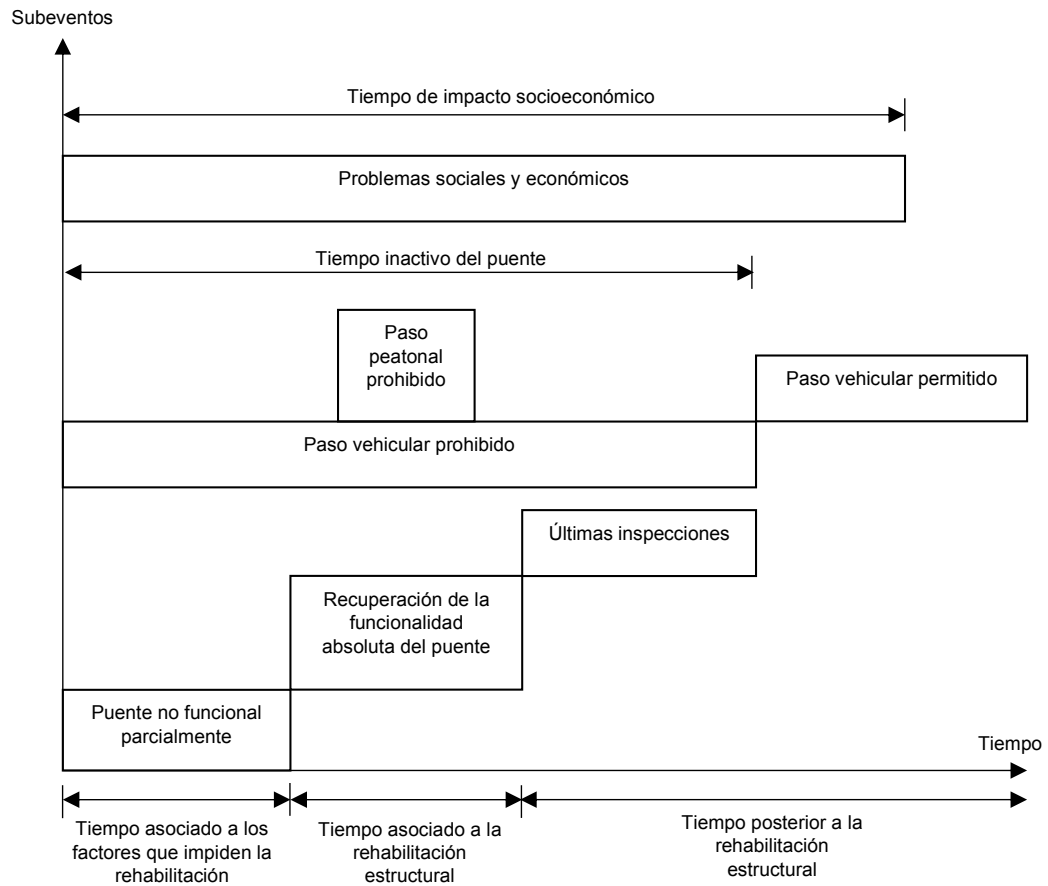 Subeventos
Tiempo de impacto socioeconómico
Problemas sociales y económicos
Tiempo inactivo del puente
Paso
peatonal
prohibido
Paso vehicular permitido
Paso vehicular prohibido
Últimas inspecciones
Recuperación de la
funcionalidad
absoluta del puente
Puente no funcional
parcialmente
Tiempo
Tiempo asociado a los
factores que impiden la
rehabilitación
Tiempo asociado a la
rehabilitación
estructural
Tiempo posterior a la
rehabilitación
estructural